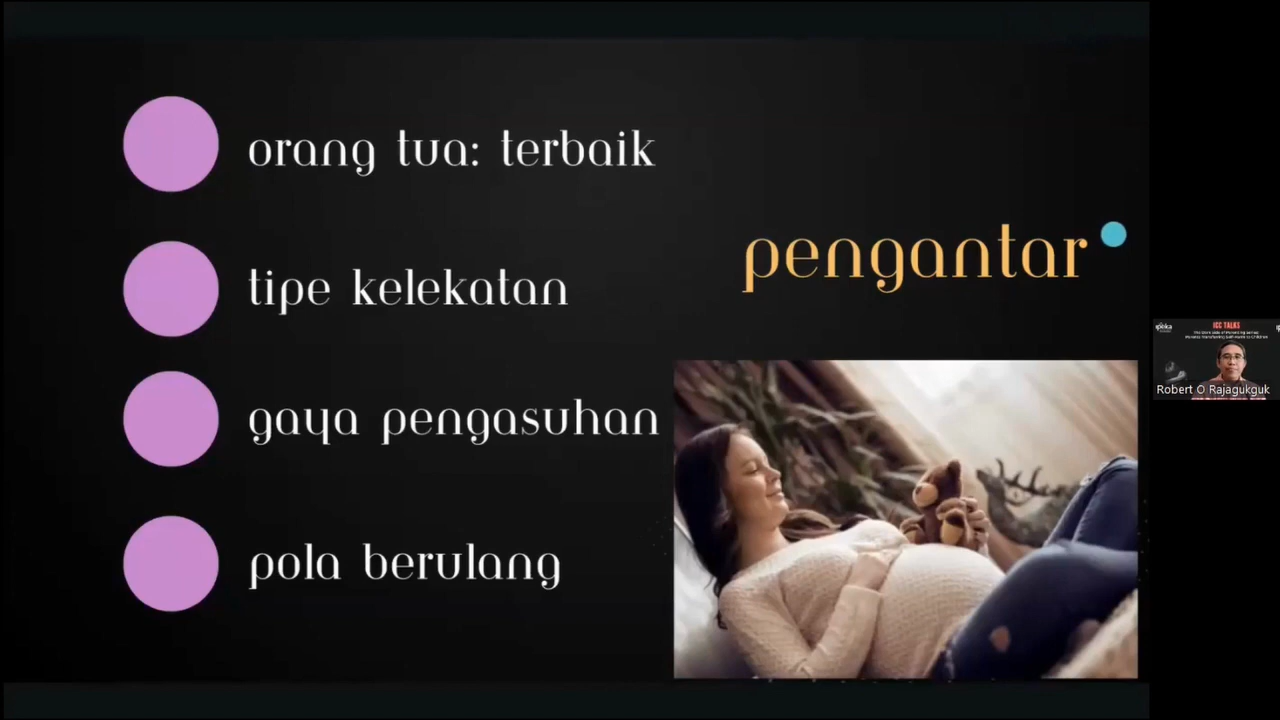 orang tua: terbaik
tipe kelekatan
gaya pengasuhan
pola berulang
pengantar
ICC TALKS
Robert O Rajagukguk